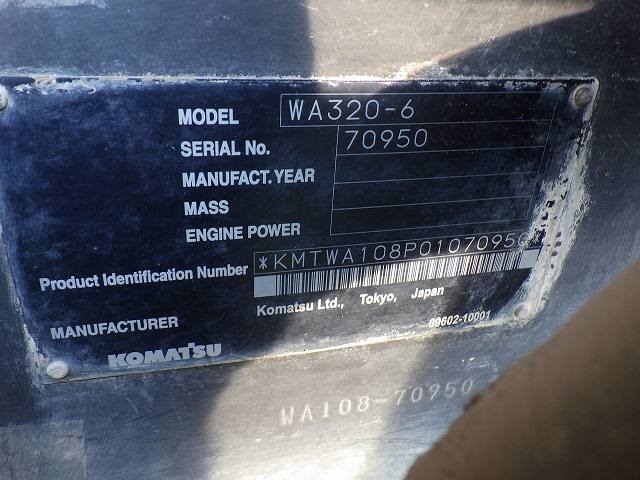 MODEL WA320-6
SERIAL No. 70950
MANUFACT. YEAR
MASS
ENGINE POWER
Product Identification Number *KMTWA108P01070950*
MANUFACTURER Komatsu Ltd., Tokyo, Japan
KOMATSU 09602-10001
WA108-70950